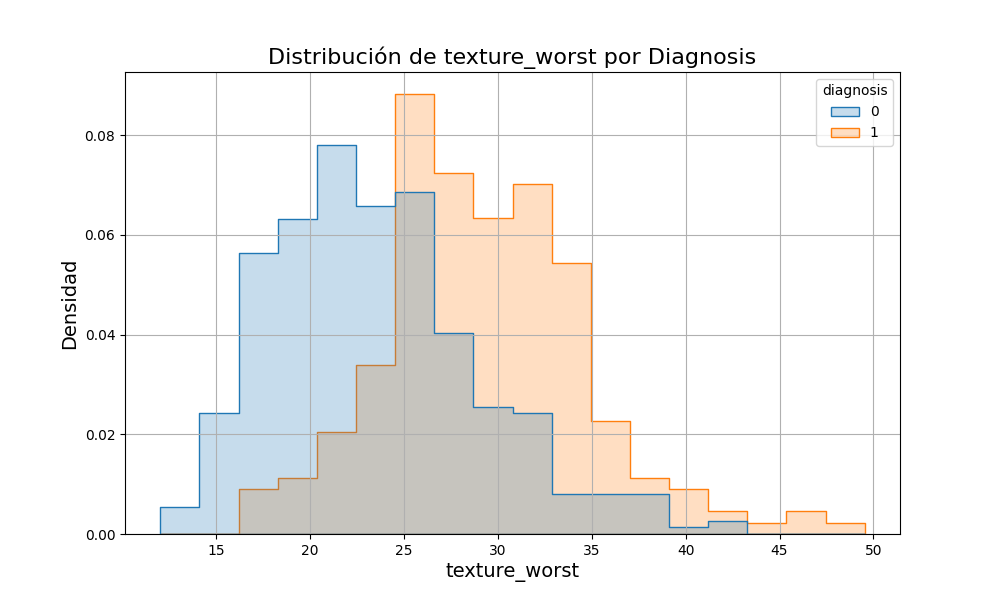 Distribución de texture_worst por Diagnosis
diagnosis
0
1
Densidad
0.08
0.06
0.04
0.02
0.00
15 20 25 30 35 40 45 50
texture_worst